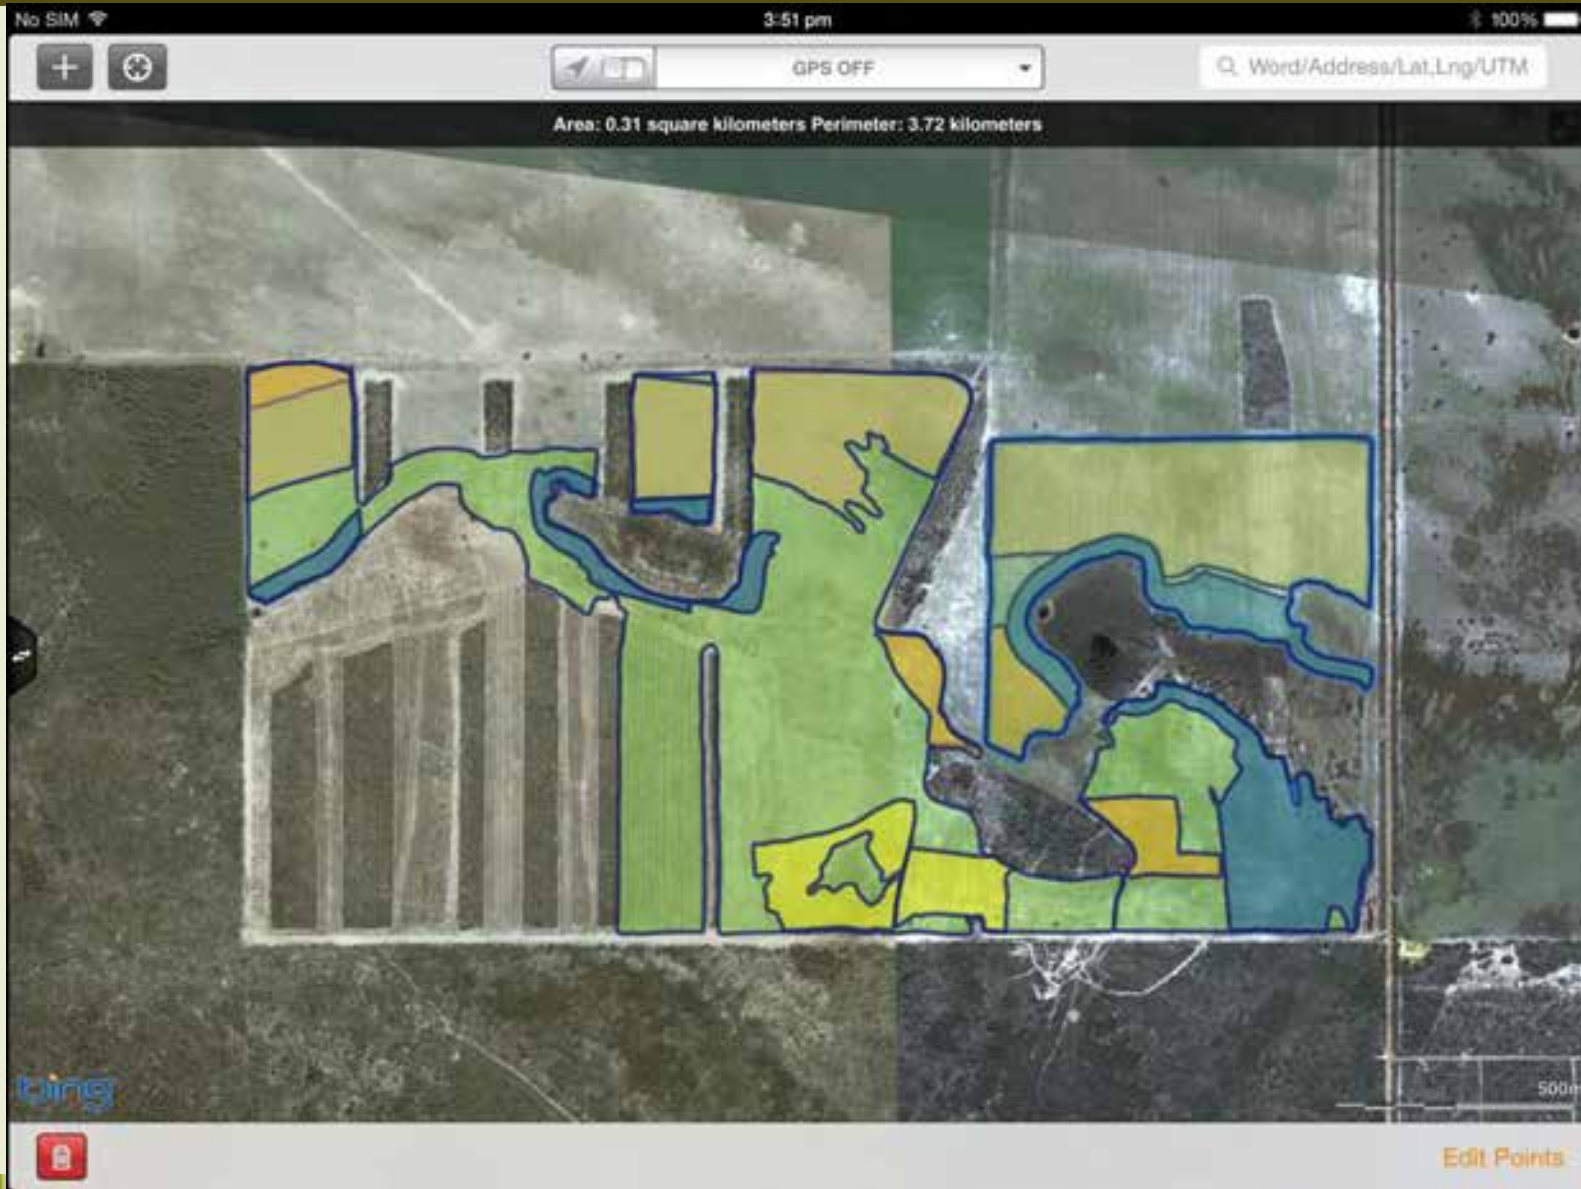 No SIM
3:51 pm
100%
GPS OFF
Word/Address/Lat,Lng/UTM
Area: 0.31 square kilometers Perimeter: 3.72 kilometers
bing
500m
Edit Points